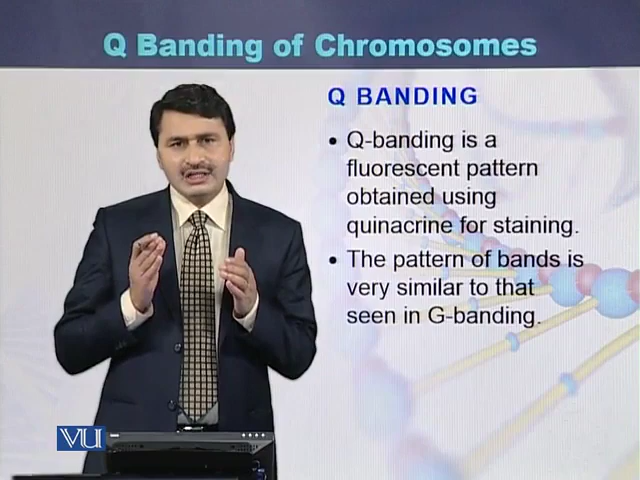 Q Banding of Chromosomes
Q BANDING
• Q-banding is a
fluorescent pattern
obtained using
quinacrine for staining.
• The pattern of bands is
very similar to that
seen in G-banding.
VU